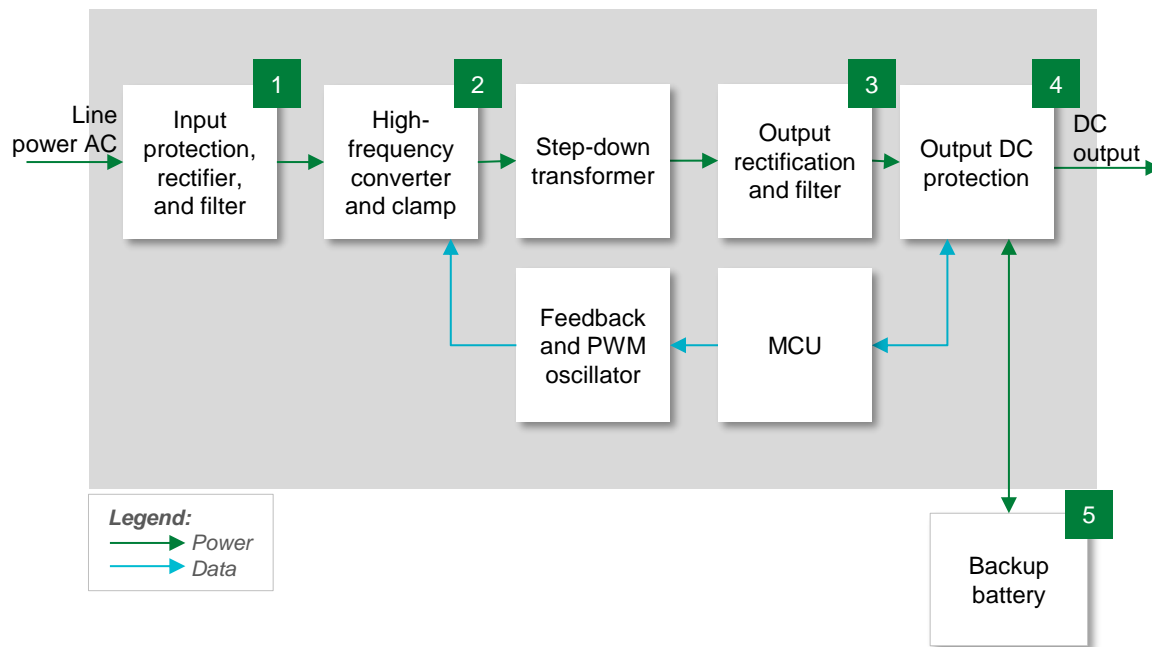 1
2
3
4
Line
power AC
Input
protection,
rectifier,
and filter
High-
frequency
converter
and clamp
Step-down
transformer
Output
rectification
and filter
Output DC
protection
DC
output
Feedback
and PWM
oscillator
MCU
Legend:
Power
Data
5
Backup
battery